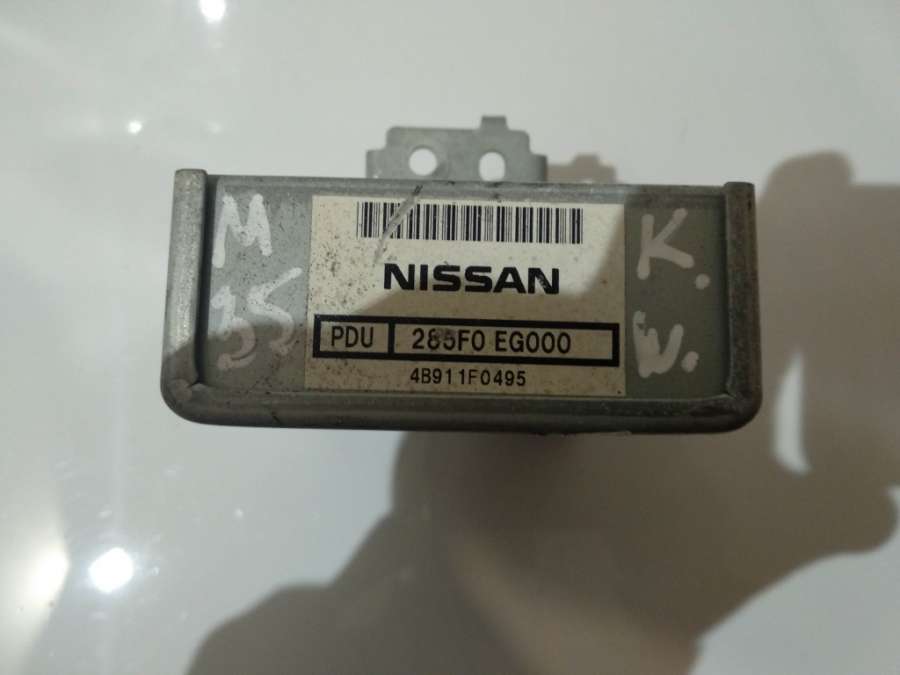 M
35
NISSAN
PDU 285F0 EG000
4B911F0495
K.
W.